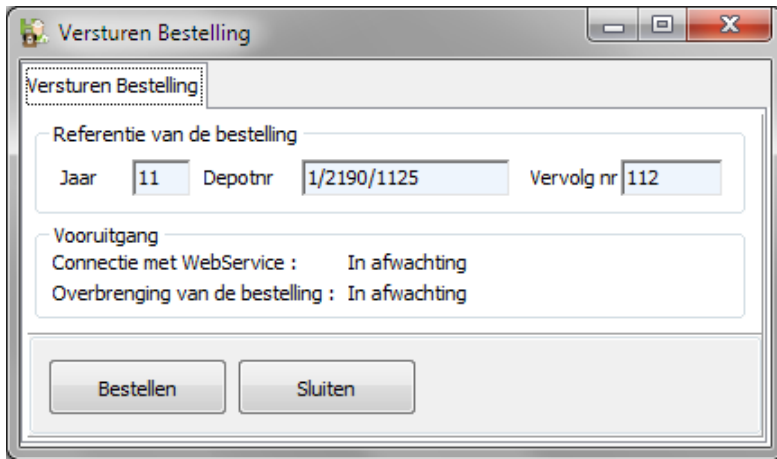 Versturen Bestelling
Versturen Bestelling
Referentie van de bestelling
Jaar 11 Depotnr 1/2190/1125 Vervolg nr 112
Vooruitgang
Connectie met WebService : In afwachting
Overbrenging van de bestelling : In afwachting
Bestellen Sluiten